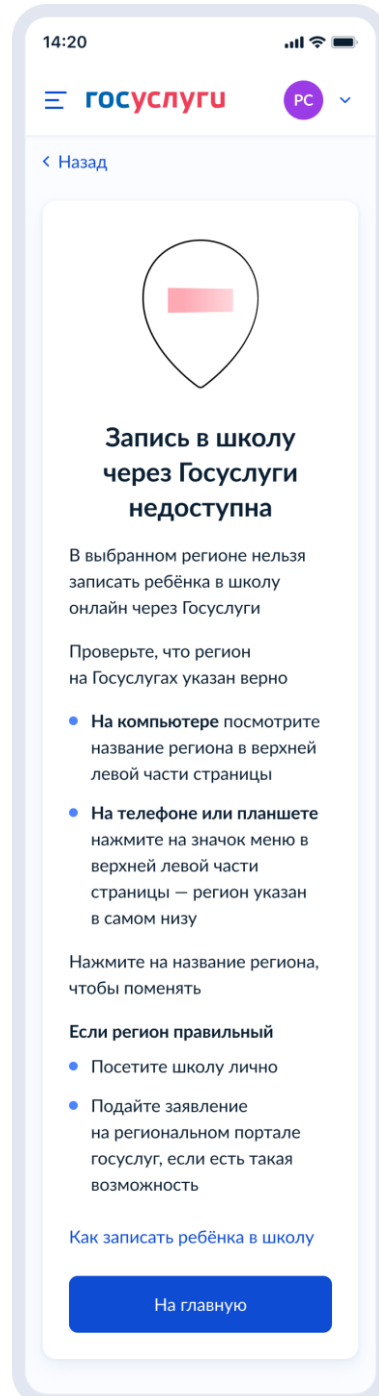 14:20
госуслуги
РС
Назад
Запись в школу
через Госуслуги
недоступна
В выбранном регионе нельзя
записать ребёнка в школу
онлайн через Госуслуги
Проверьте, что регион
на Госуслугах указан верно
На компьютере посмотрите
название региона в верхней
левой части страницы
На телефоне или планшете
нажмите на значок меню в
верхней левой части
страницы — регион указан
в самом низу
Нажмите на название региона,
чтобы поменять
Если регион правильный
Посетите школу лично
Подайте заявление
на региональном портале
госуслуг, если есть такая
возможность
Как записать ребёнка в школу
На главную